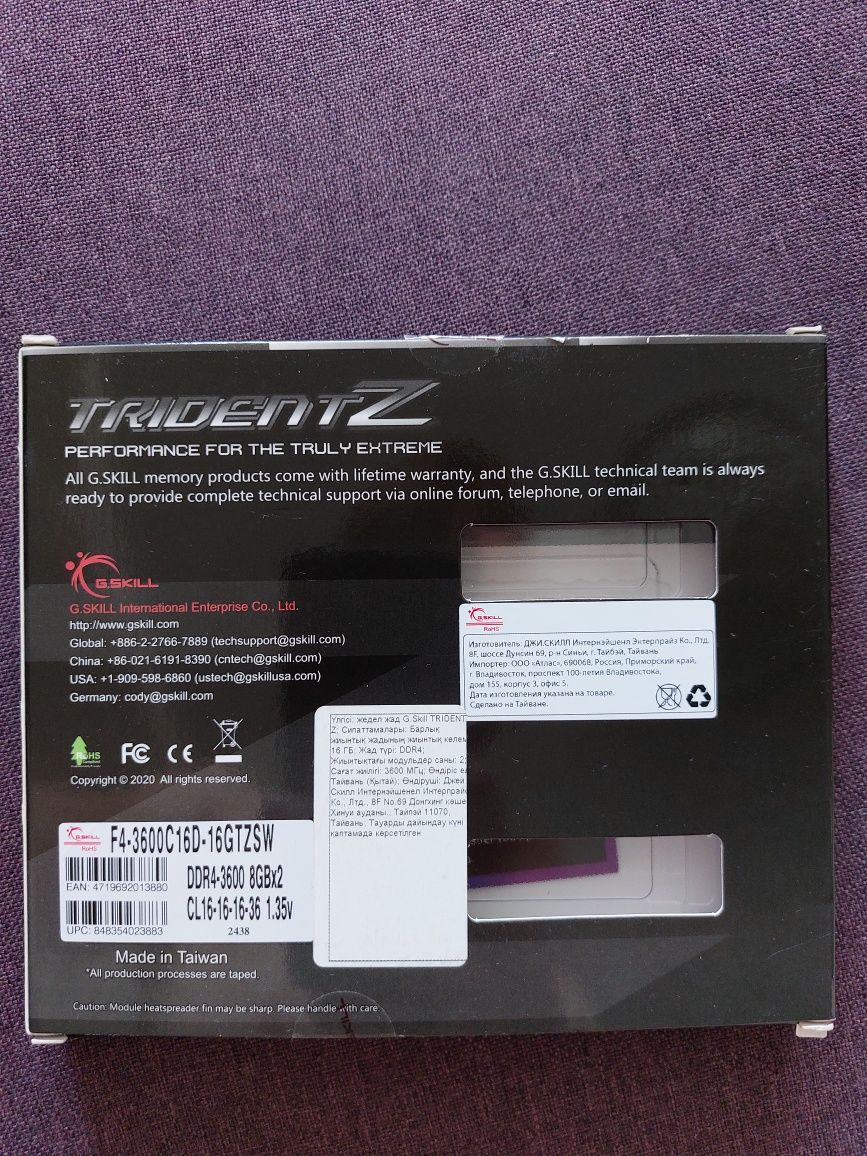 TRIDENTZ
PERFORMANCE FOR THE TRULY EXTREME
All G.SKILL memory products come with lifetime warranty, and the G.SKILL technical team is always
ready to provide complete technical support via online forum, telephone, or email.
G.SKILL
G.SKILL International Enterprise Co., Ltd.
http://www.gskill.com
Global: +886-2-2766-7889 (techsupport@gskill.com)
China: +86-021-6191-8390 (cntech@gskill.com)
USA: +1-909-598-6860 (ustech@gskillusa.com)
Germany: cody@gskill.com
RoHS
FC CE
Copyright © 2020 All rights reserved.
G.SKILL
RoHS
Изготовитель: ДЖИ.СКИЛЛ Интернэйшенл Энтерпрайз Ко., Лтд.
8F, шоссе Дунсин 69, р-н Синьи, г. Тайбэй, Тайвань
Импортер: ООО «Атлас», 690068, Россия, Приморский край,
г. Владивосток, проспект 100-летия Владивостока,
дом 155, корпус 3, офис 5.
Дата изготовления указана на товаре.
Сделано на Тайване.
Үлгісі: жедел жад G.Skill TRIDENT
Z; Сипаттамалары: Барлық
жиынтық жадының жиынтық көлем
16 ГБ; Жад түрі: DDR4;
Жиынтықтағы модульдер саны: 2;
Сағат жиілігі: 3600 МГц; Өндіріс ел
Тайвань (Қытай); Өндіруші: Джей
Скилл Интернэйшенел Интерпрай
Ко., Лтд., 8F No.69 Донгхинг көше
Хинуи ауданы., Тайпэй 11070,
Тайвань; Тауарды дайындау күні
қаптамада көрсетілген
G.SKILL
RoHS
F4-3600C16D-16GTZSW
EAN: 4719692013880
DDR4-3600 8GBx2
CL16-16-16-36 1.35v
UPC: 848354023883
2438
Made in Taiwan
*All production processes are taped.
Caution: Module heatspreader fin may be sharp. Please handle with care.